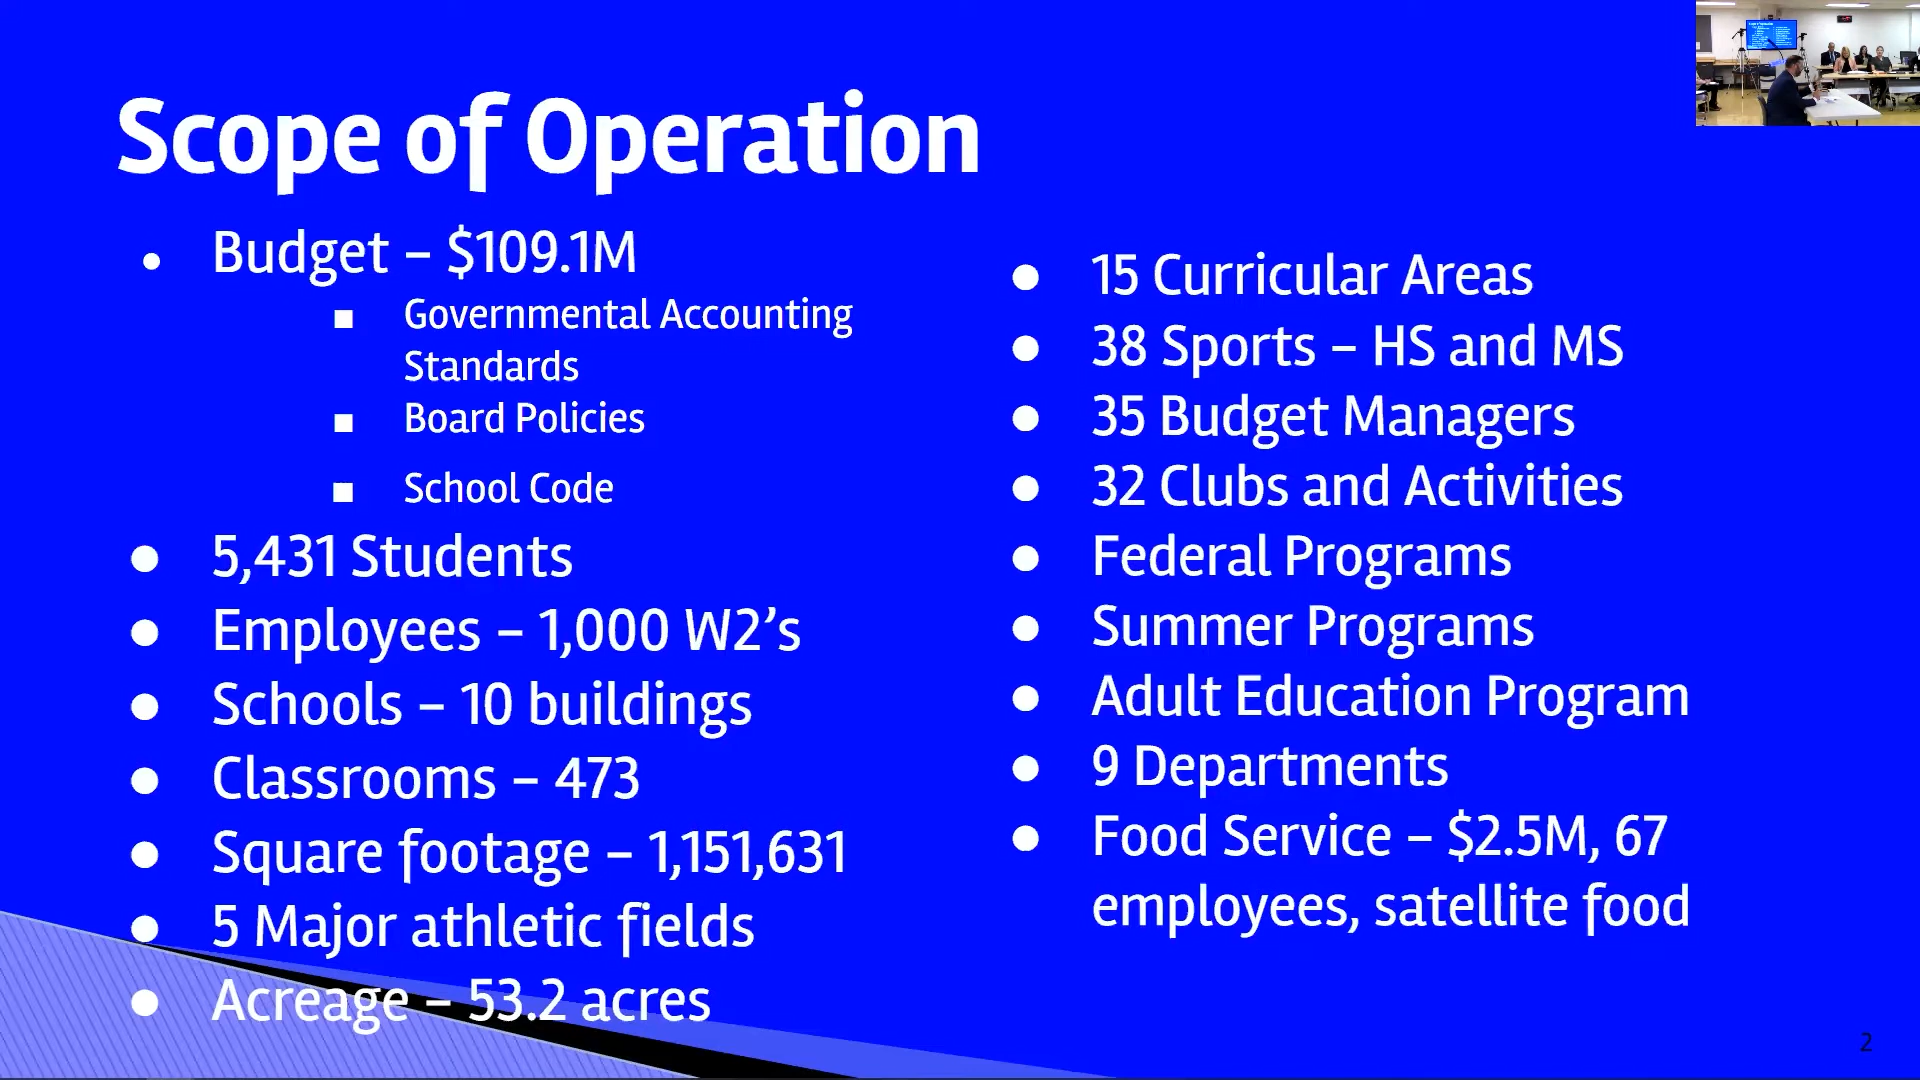 Scope of Operation
• Budget – $109.1M
■ Governmental Accounting
Standards
■ Board Policies
■ School Code
● 5,431 Students
● Employees – 1,000 W2’s
● Schools – 10 buildings
● Classrooms – 473
● Square footage – 1,151,631
● 5 Major athletic fields
● Acreage – 53.2 acres
● 15 Curricular Areas
● 38 Sports – HS and MS
● 35 Budget Managers
● 32 Clubs and Activities
● Federal Programs
● Summer Programs
● Adult Education Program
● 9 Departments
● Food Service – $2.5M, 67
employees, satellite food
2